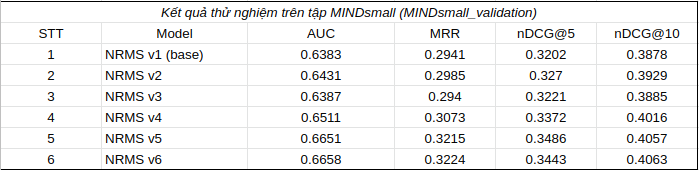 Kết quả thử nghiệm trên tập MINDsmall (MINDsmall_validation)
STT Model AUC MRR nDCG@5 nDCG@10
1 NRMS v1 (base) 0.6383 0.2941 0.3202 0.3878
2 NRMS v2 0.6431 0.2985 0.327 0.3929
3 NRMS v3 0.6387 0.294 0.3221 0.3885
4 NRMS v4 0.6511 0.3073 0.3372 0.4016
5 NRMS v5 0.6651 0.3215 0.3486 0.4057
6 NRMS v6 0.6658 0.3224 0.3443 0.4063